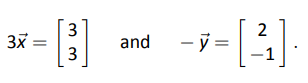 3x⃗ = [3 3] and − y⃗ = [2 −1].